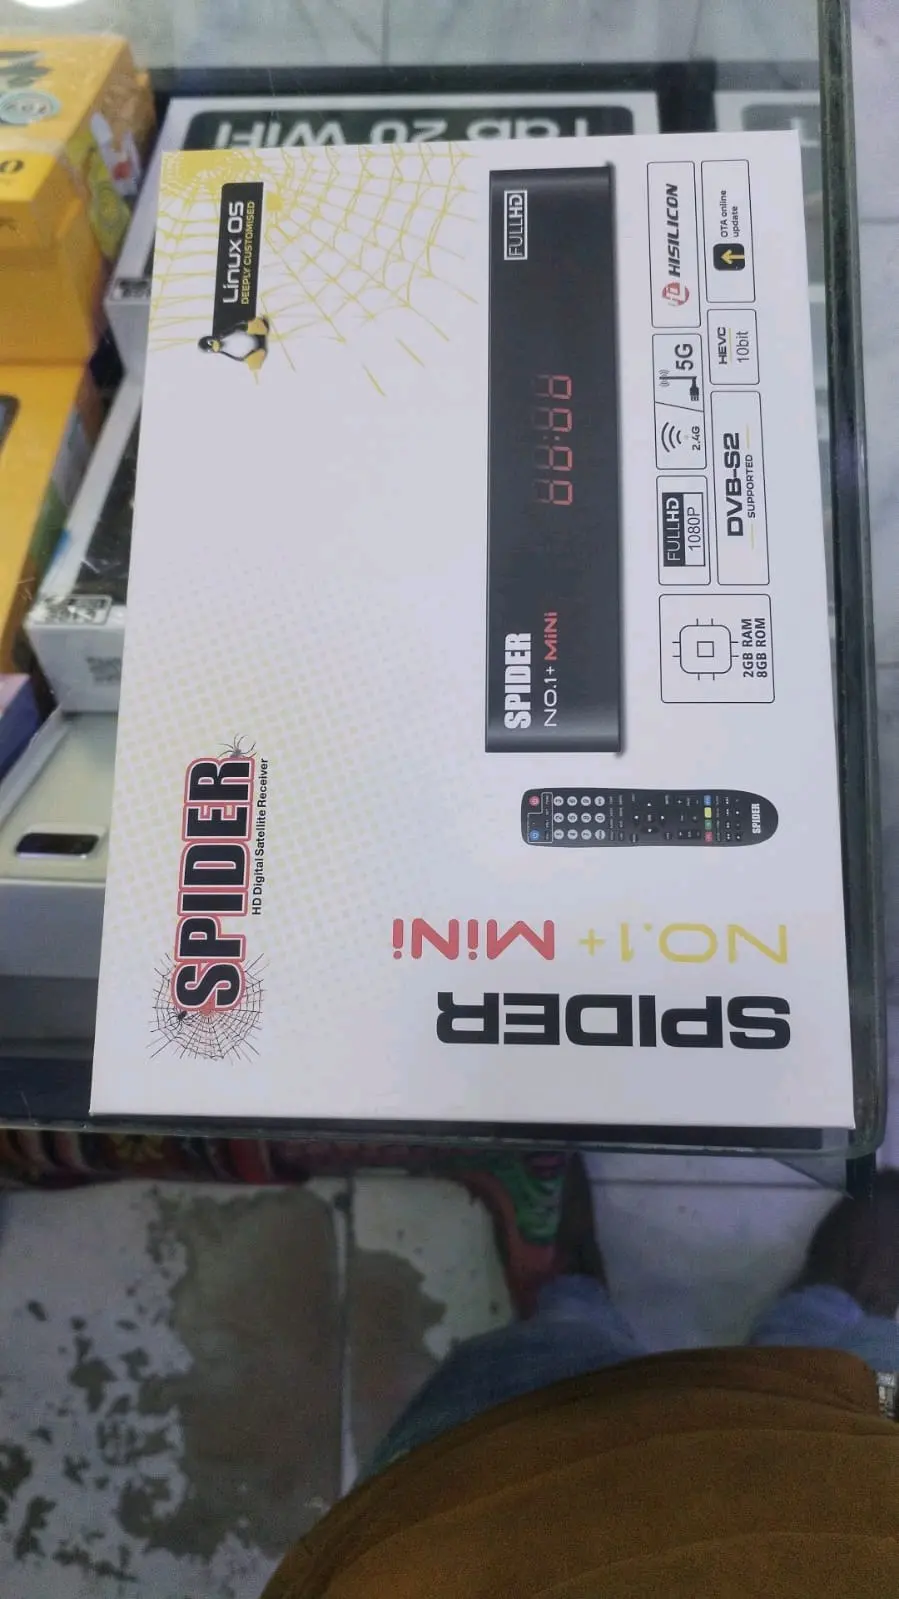 Tab 20 WiFi
Linux OS
DEEPLY CUSTOMISED
SPIDER
HD Digital Satellite Receiver
FULLHD
88:88
SPIDER
NO.1+ MiNi
HISILICON
OTA online
update
2.4G
5G
HEVC
10bit
FULLHD
1080P
DVB-S2
SUPPORTED
2GB RAM
8GB ROM
SPIDER
SPIDER
NO.1+ MiNi